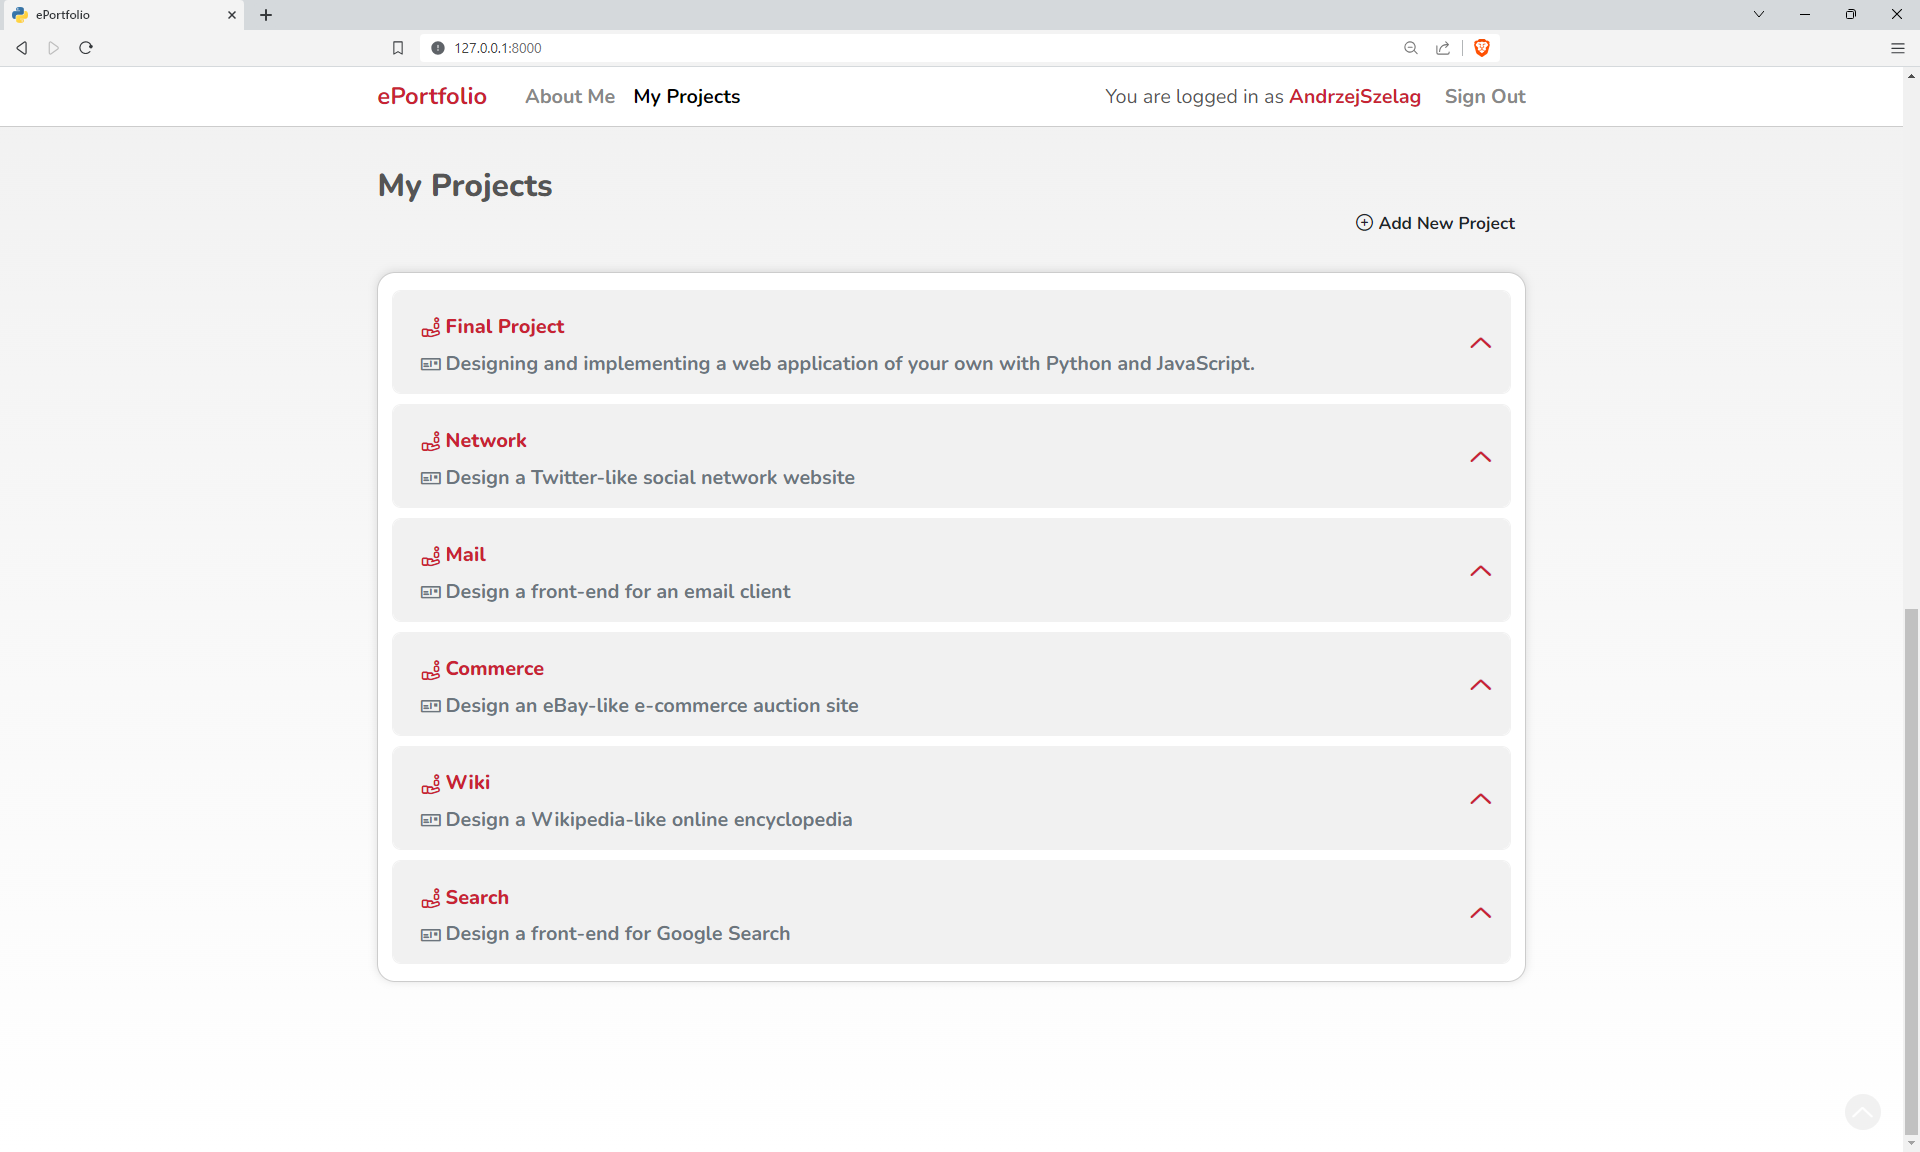 ePortfolio
127.0.0.1:8000
ePortfolio About Me My Projects You are logged in as AndrzejSzelag Sign Out
My Projects
Add New Project
Final Project
Designing and implementing a web application of your own with Python and JavaScript.
Network
Design a Twitter-like social network website
Mail
Design a front-end for an email client
Commerce
Design an eBay-like e-commerce auction site
Wiki
Design a Wikipedia-like online encyclopedia
Search
Design a front-end for Google Search